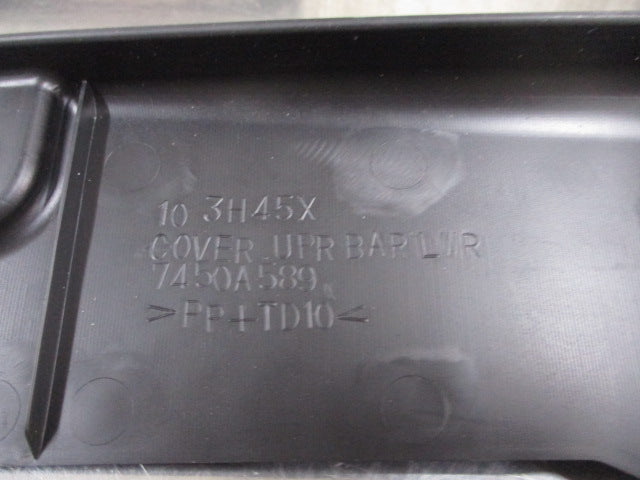 10 3H45X
COVER,UPR BAR LWR
7450A589
>PP+TD10<